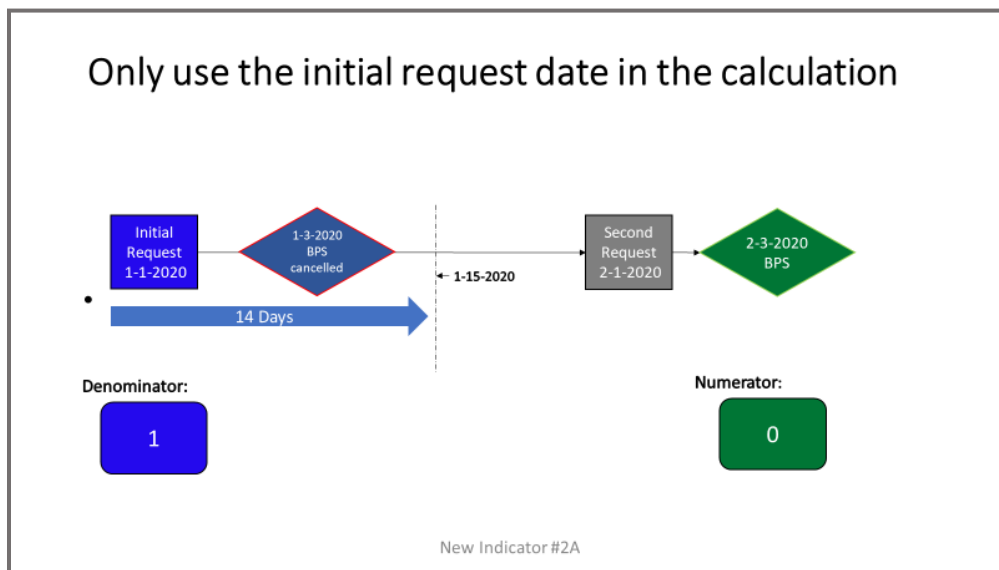 Only use the initial request date in the calculation
Initial
Request
1-1-2020
1-3-2020
BPS
cancelled
1-15-2020
Second
Request
2-1-2020
2-3-2020
BPS
•
14 Days
Denominator:
1
Numerator:
0
New Indicator #2A